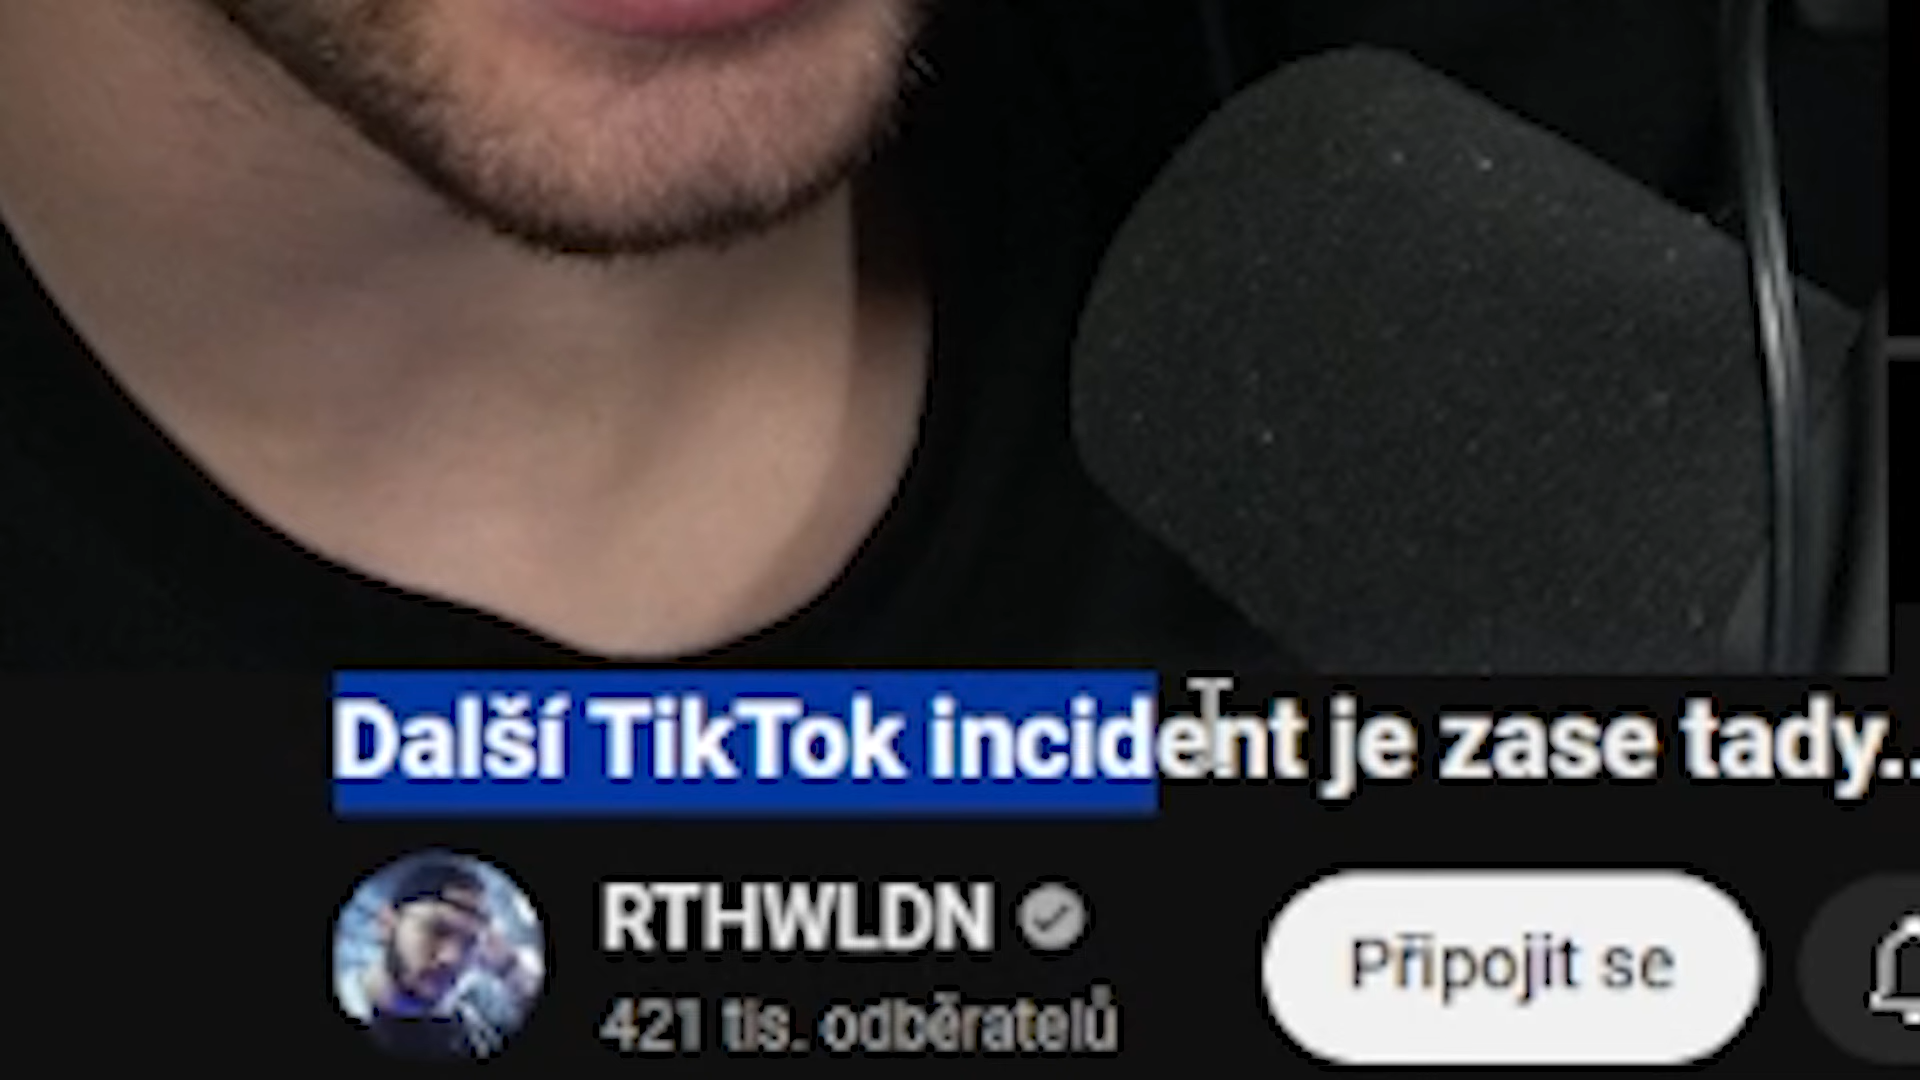 Další TikTok incident je zase tady..
RTHWLDN
421 tis. odběratelů
Připojit se